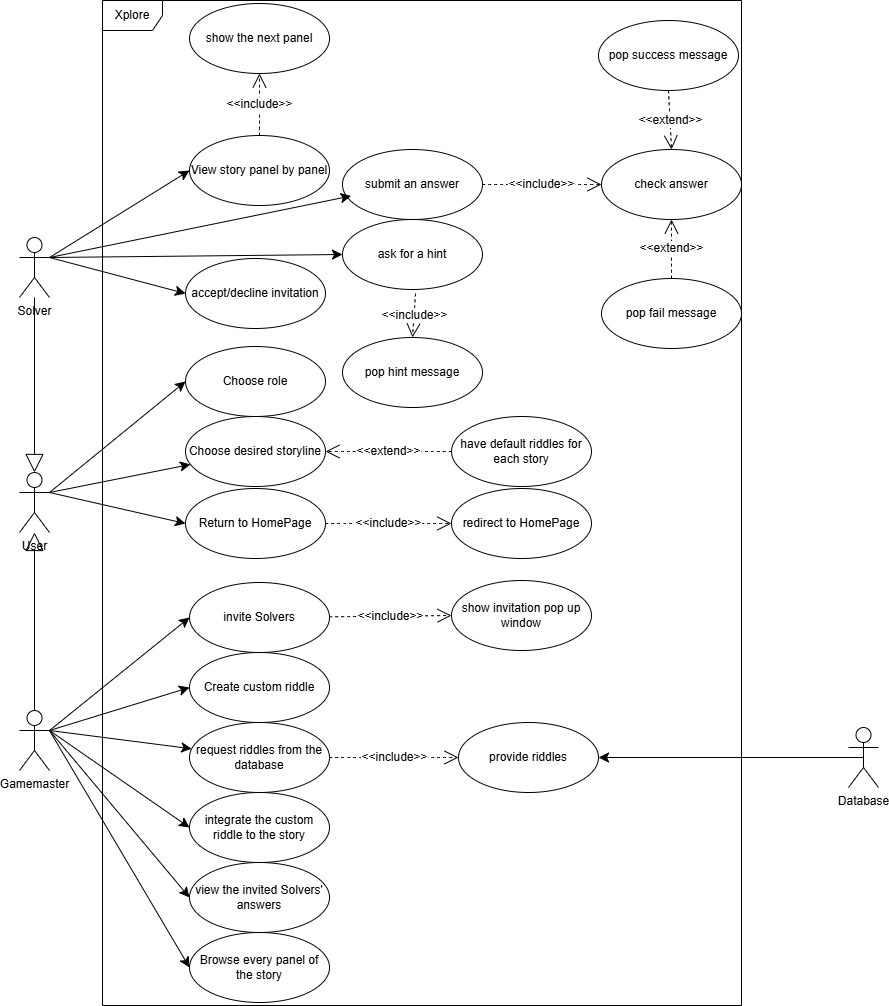 Xplore
show the next panel
pop success message
<<include>>
<<extend>>
View story panel by panel
submit an answer
<<include>>
check answer
ask for a hint
<<extend>>
accept/decline invitation
Solver
<<include>>
pop fail message
pop hint message
Choose role
Choose desired storyline
<<extend>>
have default riddles for
each story
Return to HomePage
<<include>>
redirect to HomePage
User
invite Solvers
<<include>>
show invitation pop up
window
Create custom riddle
request riddles from the
database
<<include>>
provide riddles
Gamemaster
Database
integrate the custom
riddle to the story
view the invited Solvers'
answers
Browse every panel of
the story